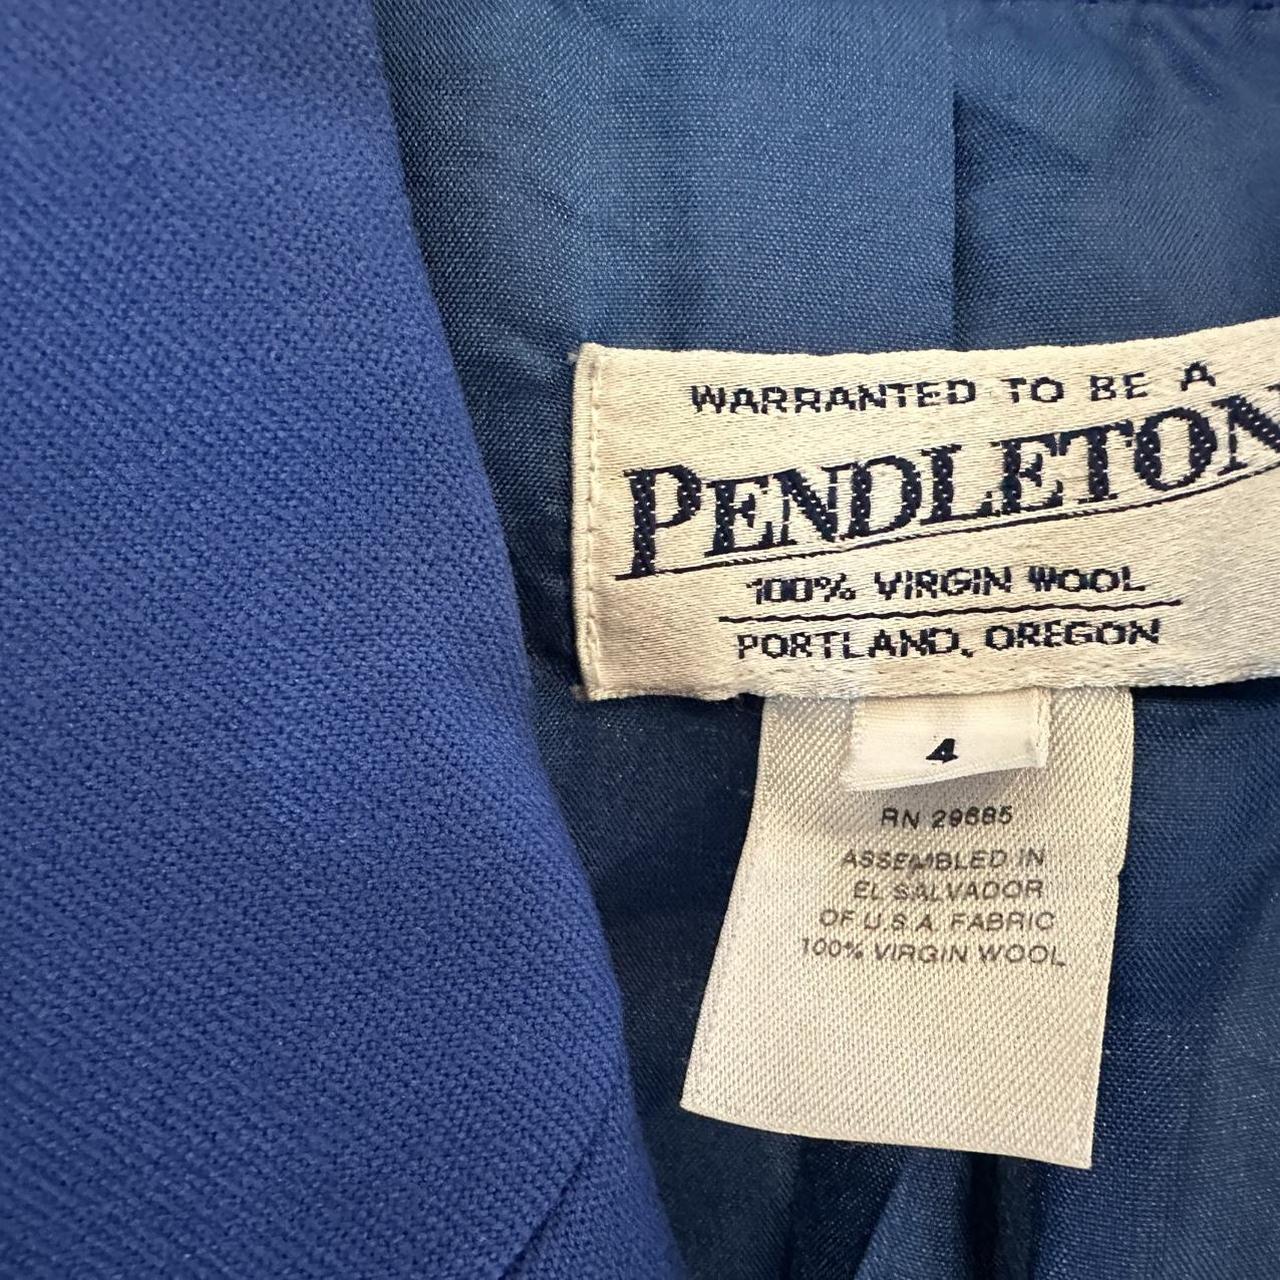 WARRANTED TO BE A
PENDLETON
100% VIRGIN WOOL
PORTLAND, OREGON
4
RN 29685
ASSEMBLED IN
EL SALVADOR
OF U.S.A. FABRIC
100% VIRGIN WOOL